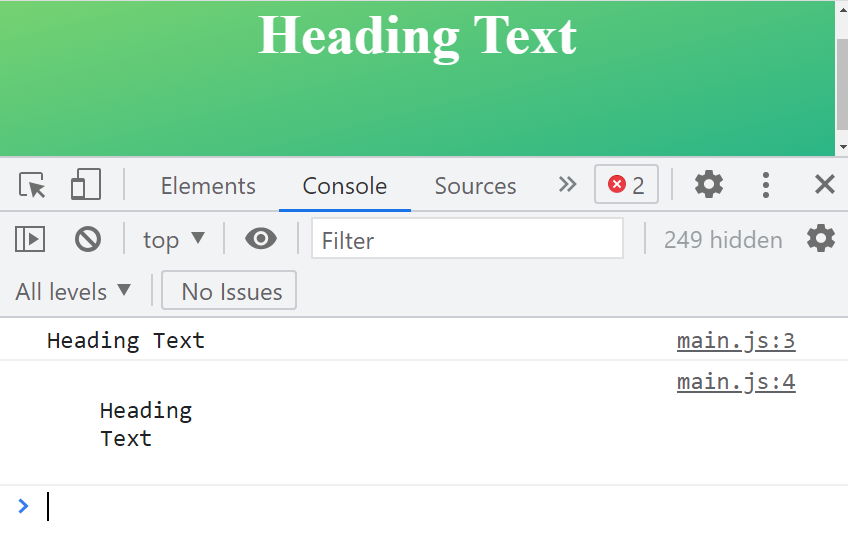 Heading Text
Elements Console Sources 2
top Filter 249 hidden
All levels No Issues
Heading Text main.js:3
main.js:4
Heading
Text